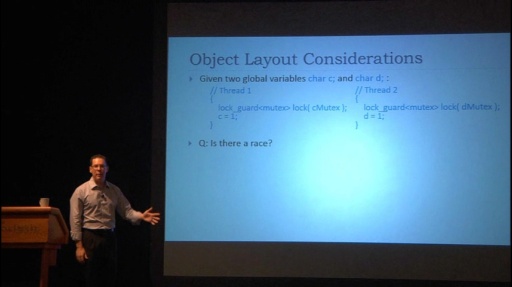 Object Layout Considerations
Given two global variables char c; and char d; :
// Thread 1
{
lock_guard<mutex> lock( cMutex );
c = 1;
}
// Thread 2
{
lock_guard<mutex> lock( dMutex );
d = 1;
}
Q: Is there a race?